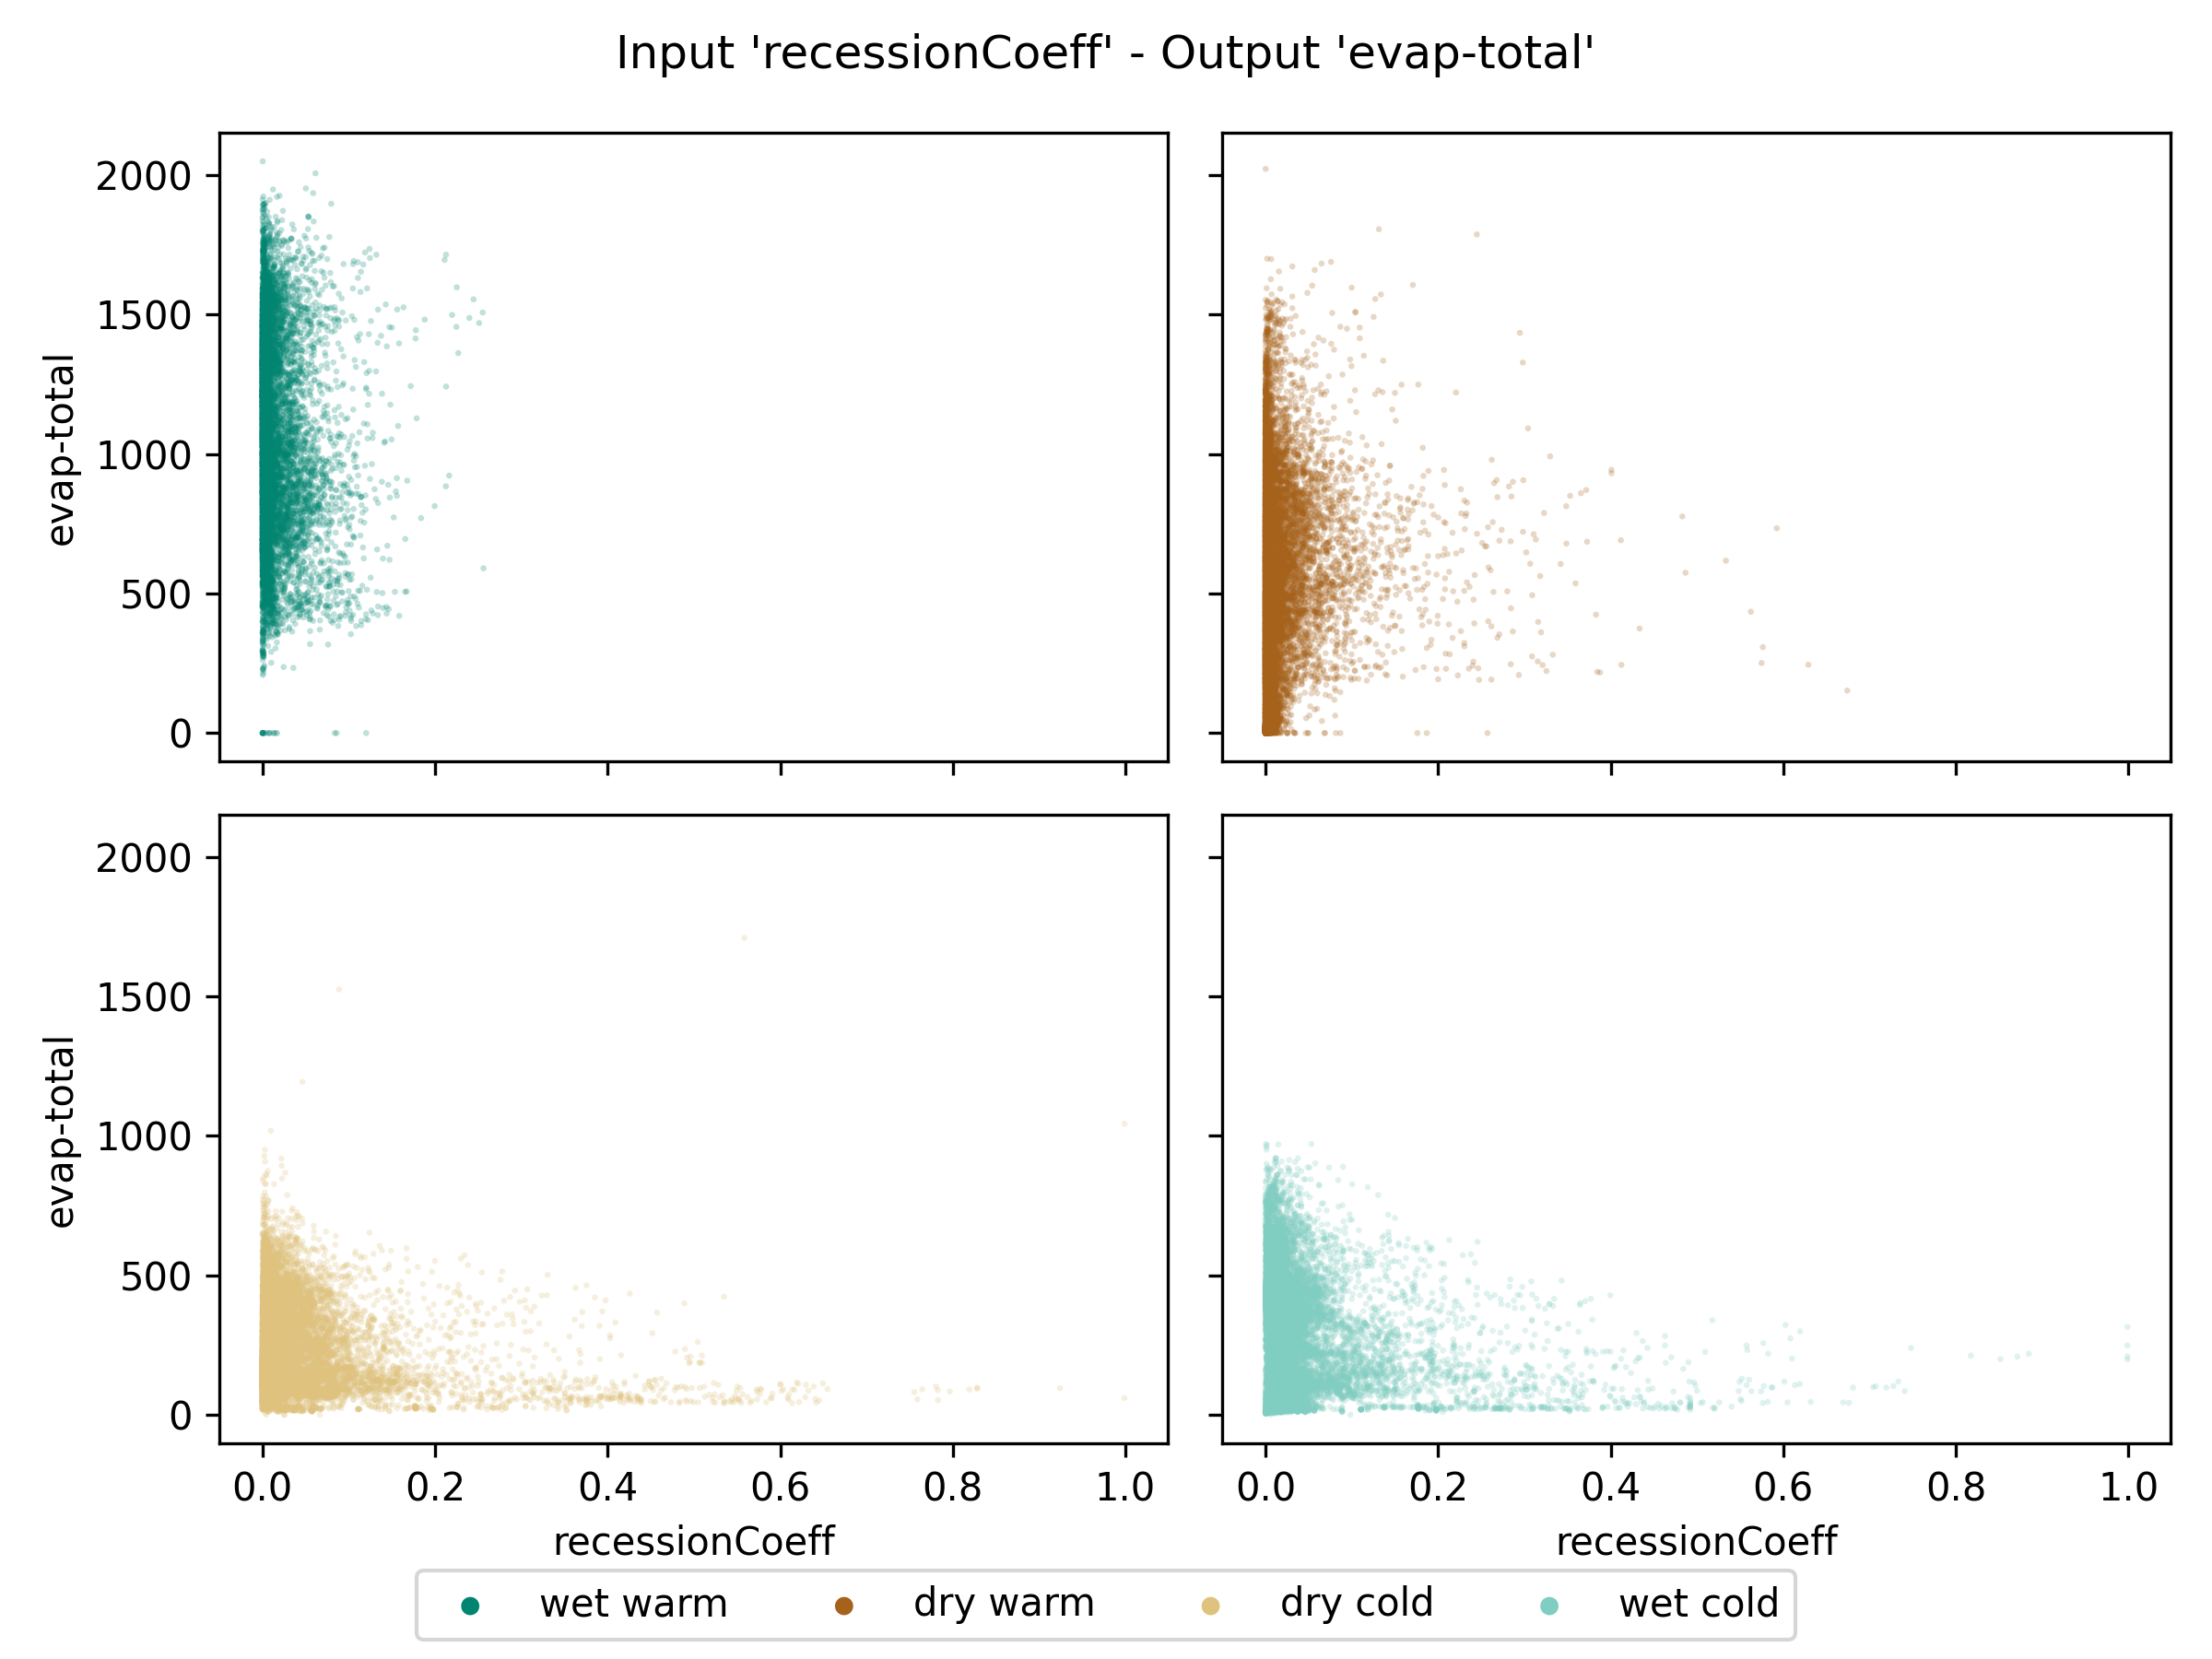 Input 'recessionCoeff' - Output 'evap-total'
2000
1500
1000
500
0
evap-total
2000
1500
1000
500
0
evap-total
0.0 0.2 0.4 0.6 0.8 1.0
0.0 0.2 0.4 0.6 0.8 1.0
recessionCoeff
recessionCoeff
wet warm
dry warm
dry cold
wet cold